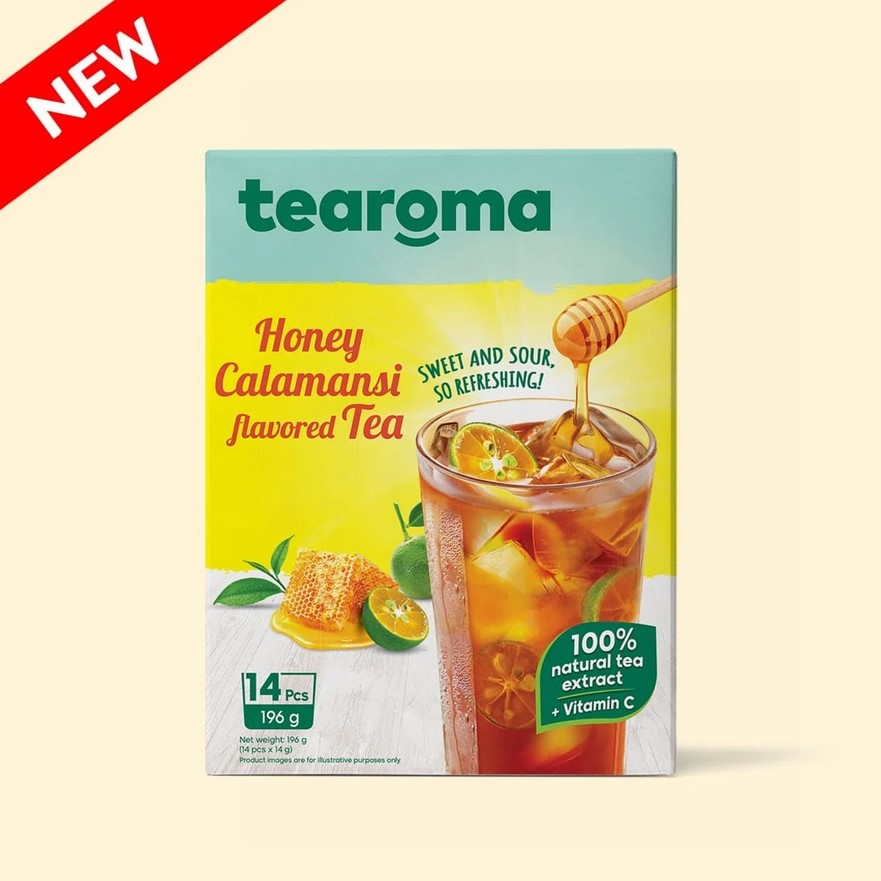 NEW
tearoma
Honey
Calamansi
flavored Tea
SWEET AND SOUR,
SO REFRESHING!
100%
natural tea
extract
+ Vitamin C
14 Pcs
196 g
Net weight: 196 g
(14 pcs x 14 g)
Product images are for illustrative purposes only